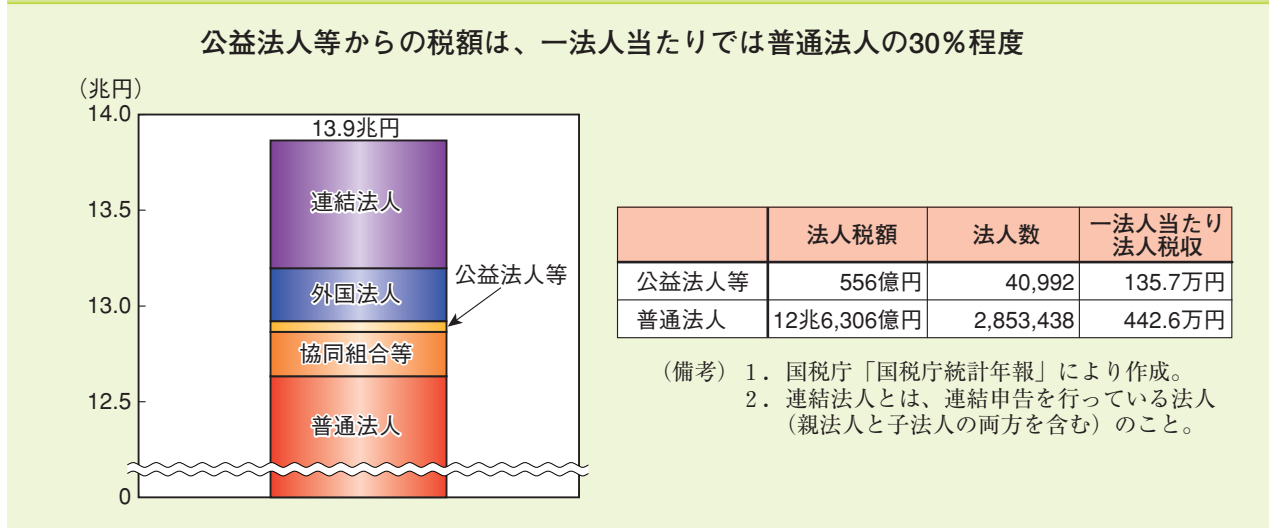 公益法人等からの税額は、一法人当たりでは普通法人の30％程度
（兆円）
14.0
13.5
13.0
12.5
0
13.9兆円
連結法人
外国法人
公益法人等
協同組合等
普通法人
法人税額 法人数 一法人当たり
法人税収
公益法人等 556億円 40,992 135.7万円
普通法人 12兆6,306億円 2,853,438 442.6万円
（備考）１．国税庁「国税庁統計年報」により作成。
２．連結法人とは、連結申告を行っている法人
（親法人と子法人の両方を含む）のこと。